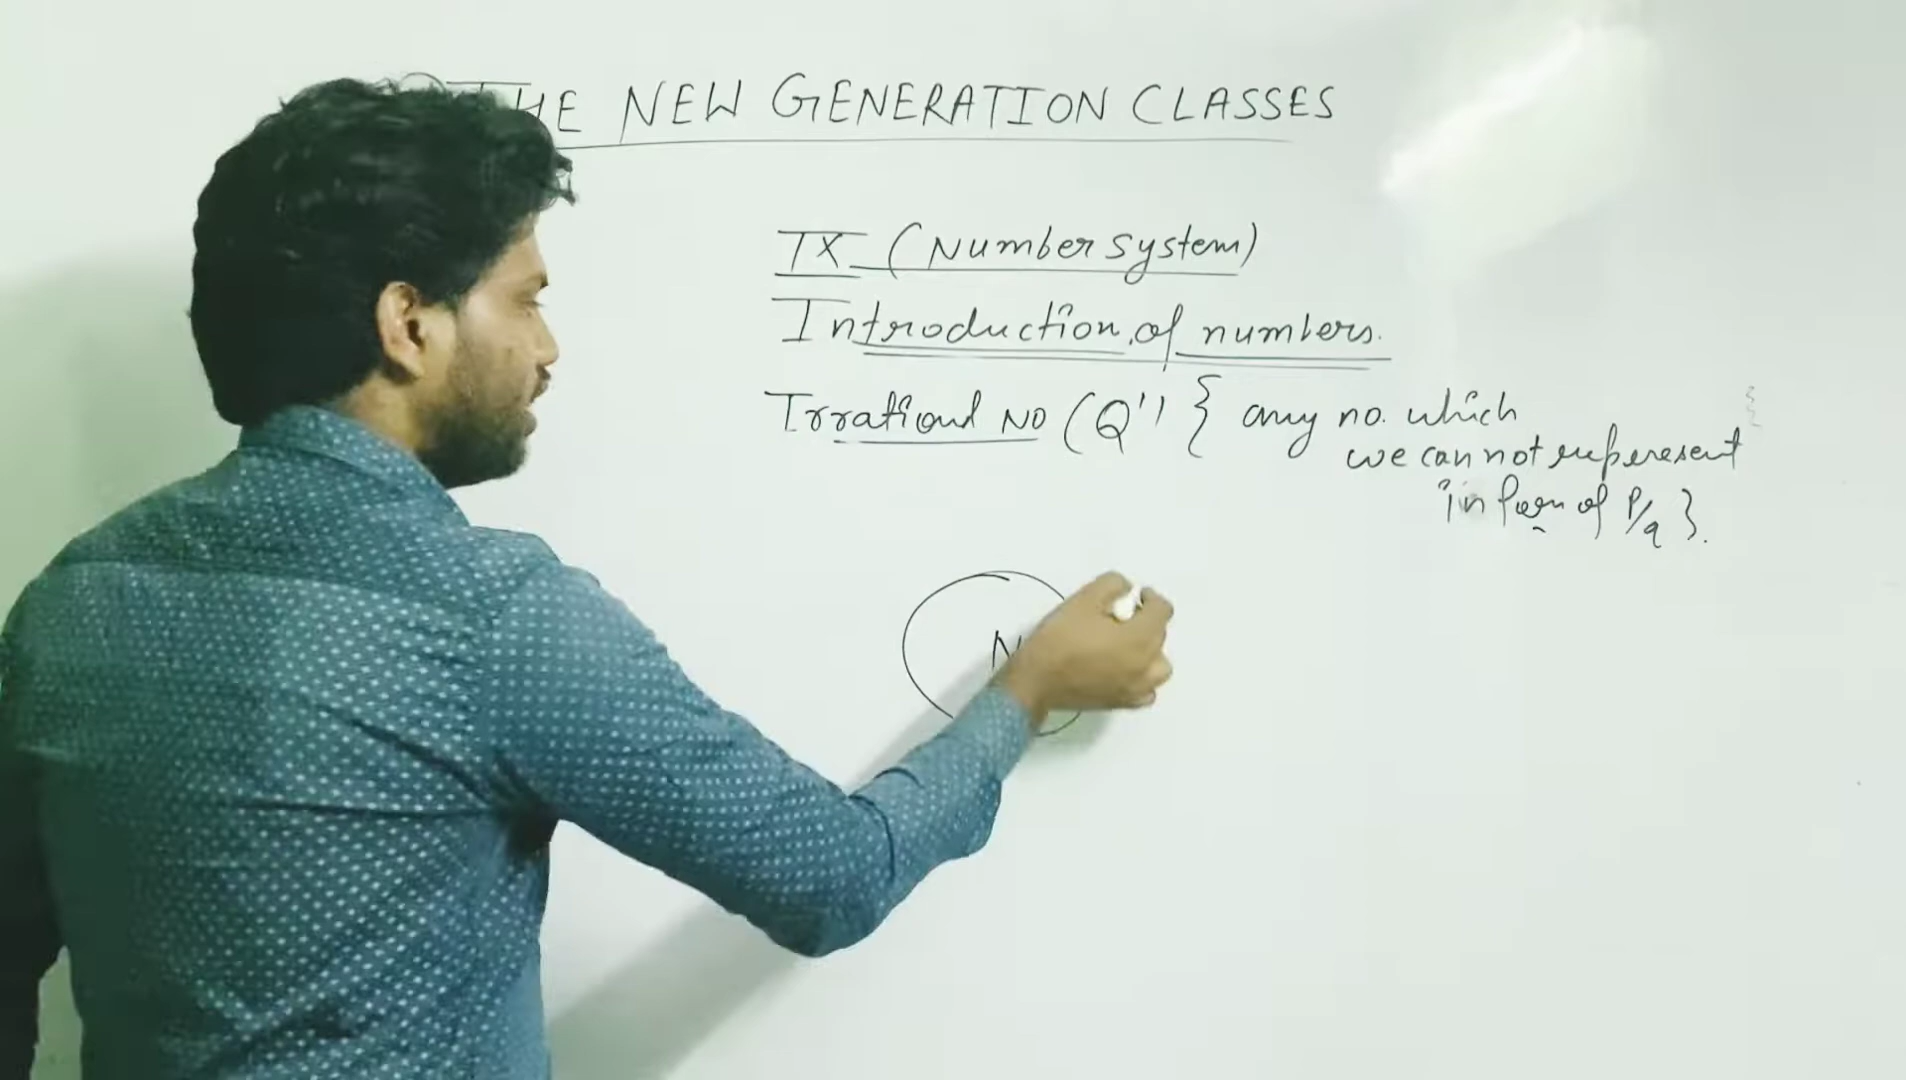 THE NEW GENERATION CLASSES
IX (Number system)
Introduction of numbers.
Irrational NO (Q') { any no. which
we can not represent
in form of P/q }.
N